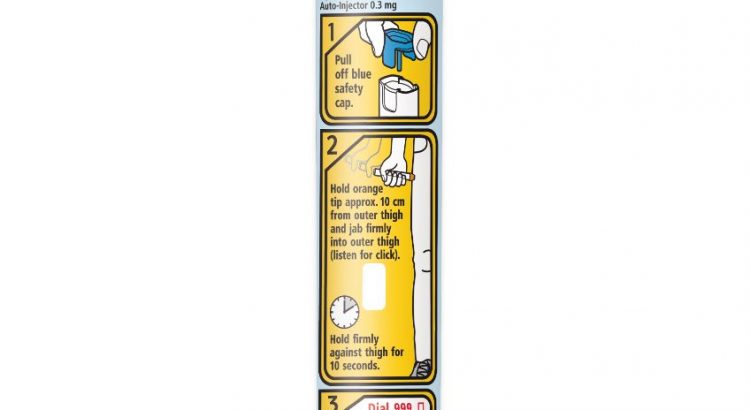 Auto-Injector 0.3 mg
1
Pull
off blue
safety
cap.
2
Hold orange
tip approx. 10 cm
from outer thigh
and jab firmly
into outer thigh
(listen for click).
Hold firmly
against thigh for
10 seconds.
3
Dial 999